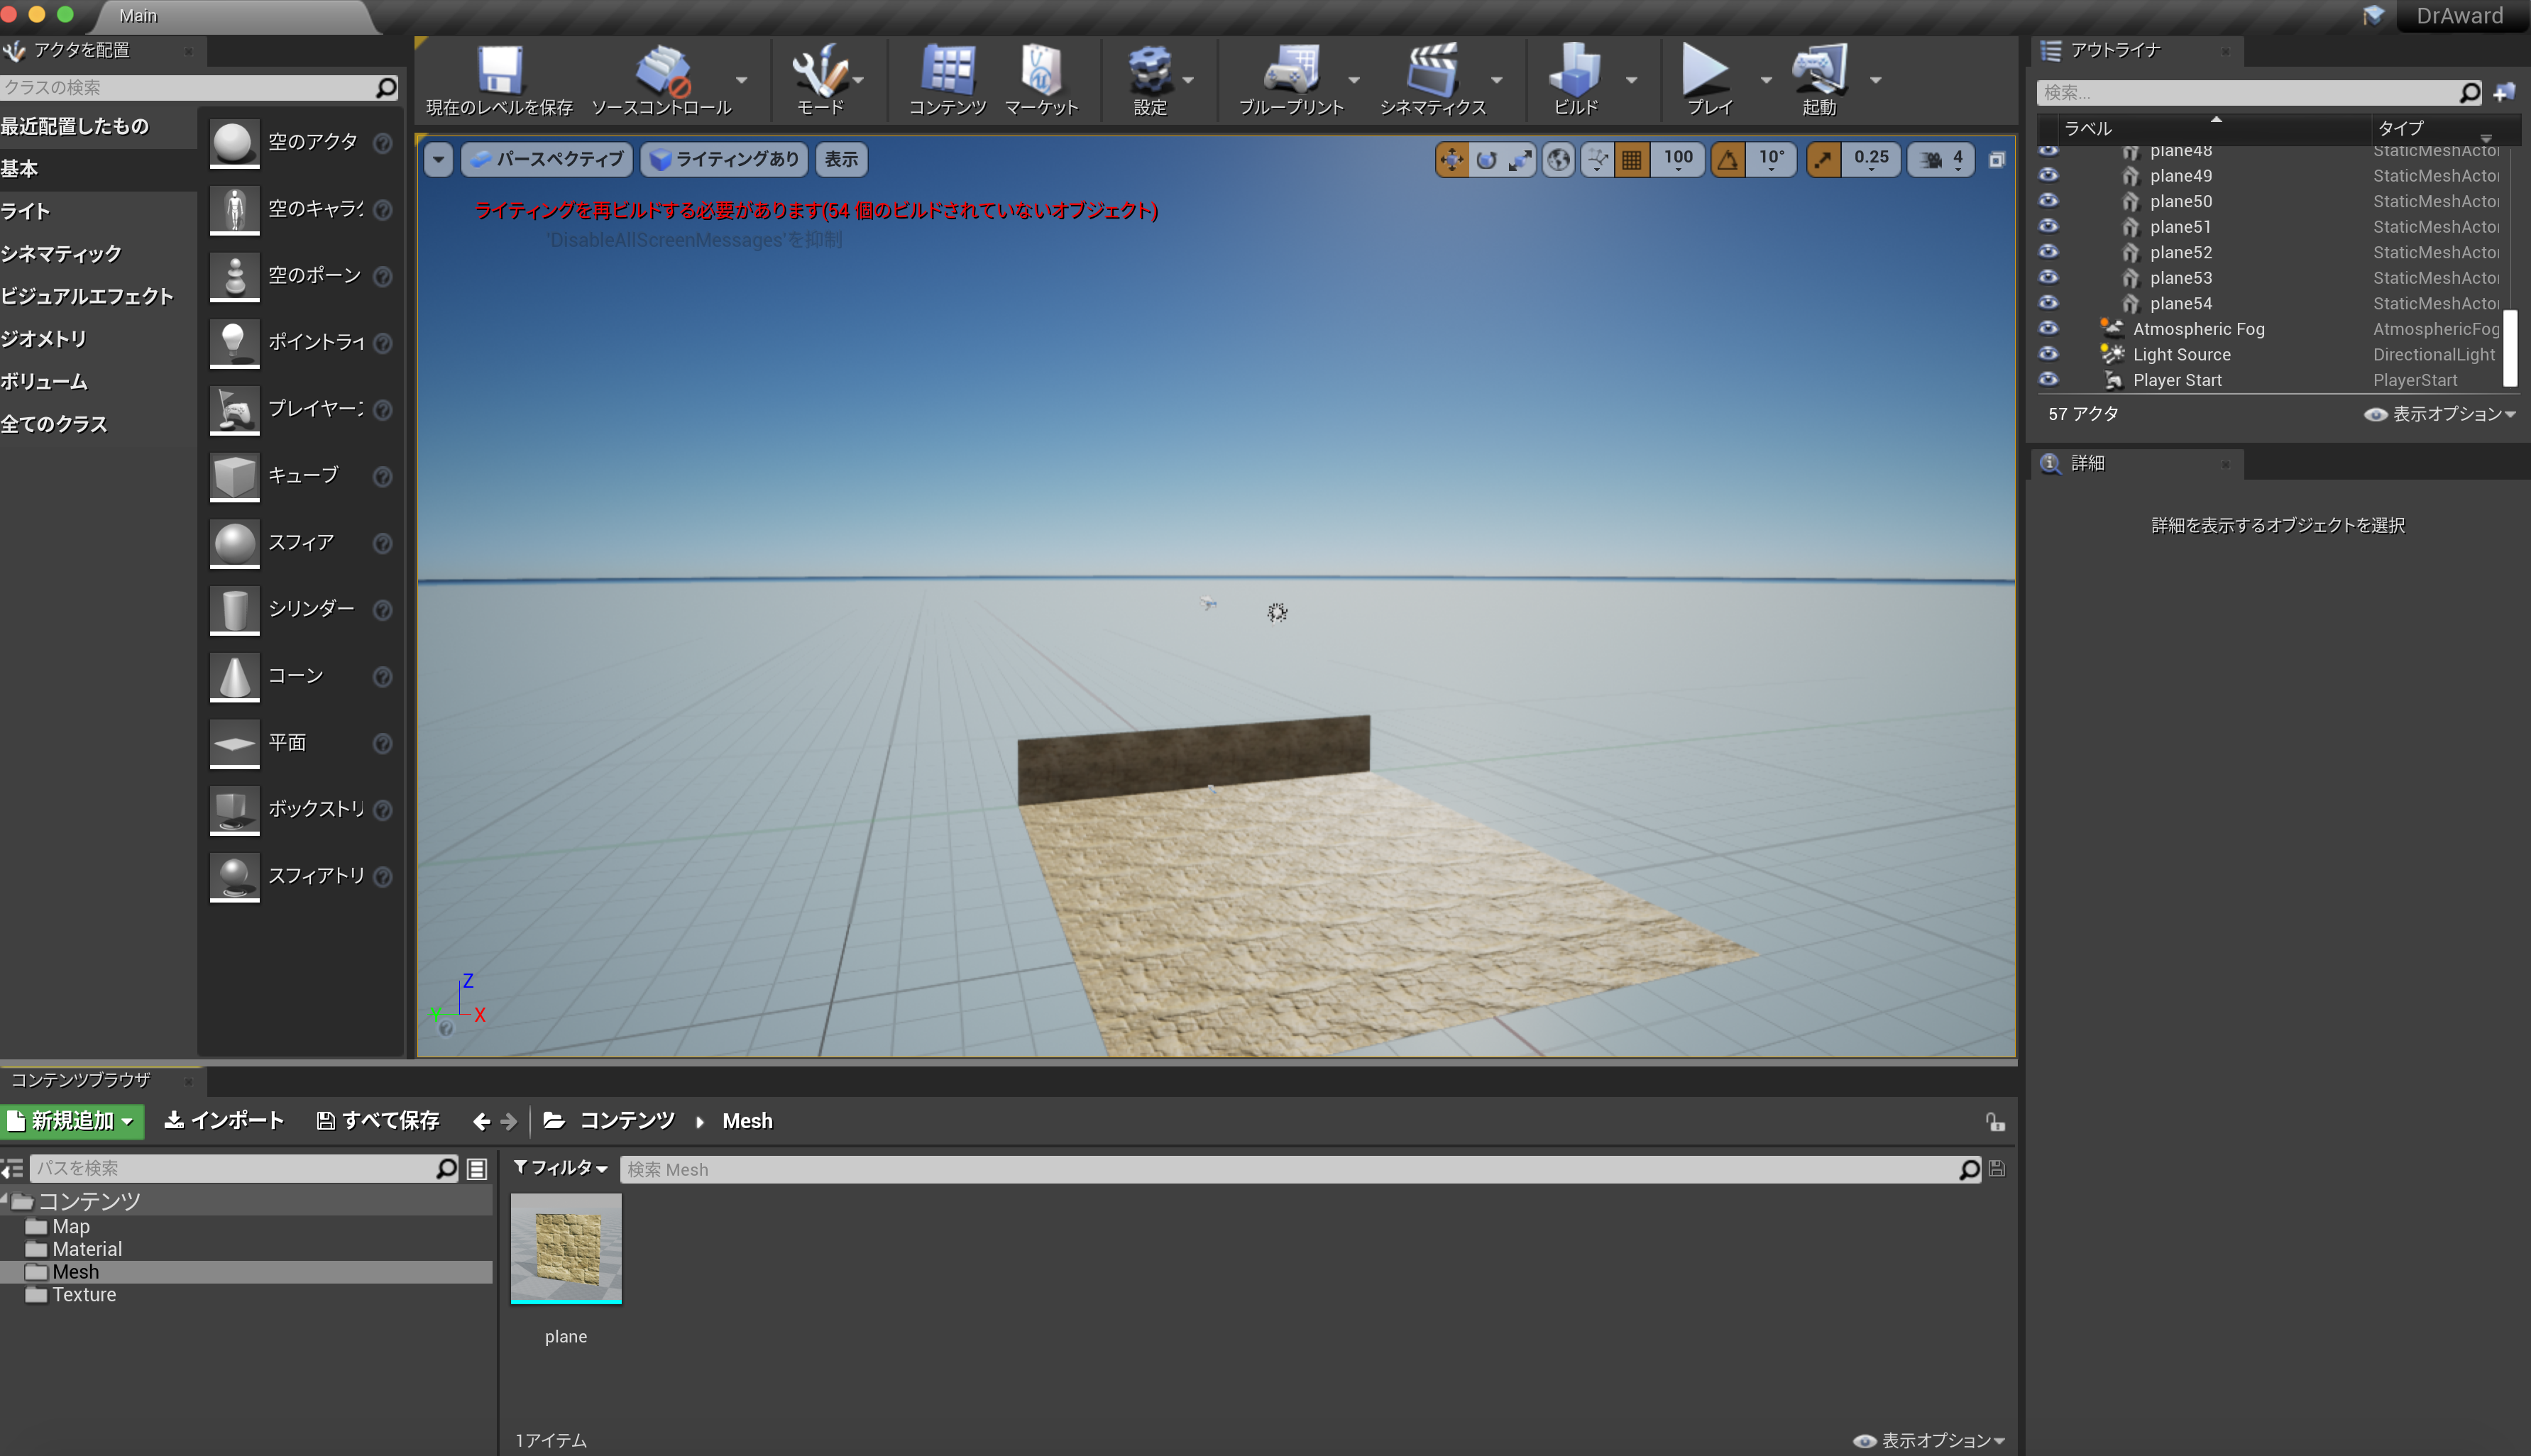 Main
DrAward
アクタを配置
クラスの検索
最近配置したもの
基本
ライト
シネマティック
ビジュアルエフェクト
ジオメトリ
ボリューム
全てのクラス
空のアクタ
空のキャラク
空のポーン
ポイントライ
プレイヤース
キューブ
スフィア
シリンダー
コーン
平面
ボックストリ
スフィアトリ
現在のレベルを保存
ソースコントロール
モード
コンテンツ
マーケット
設定
ブループリント
シネマティクス
ビルド
プレイ
起動
パースペクティブ
ライティングあり
表示
100
10°
0.25
4
ライティングを再ビルドする必要があります(54 個のビルドされていないオブジェクト)
'DisableAllScreenMessages'を抑制
Z
Y
X
アウトライナ
検索...
ラベル タイプ
plane48 StaticMeshActor
plane49 StaticMeshActor
plane50 StaticMeshActor
plane51 StaticMeshActor
plane52 StaticMeshActor
plane53 StaticMeshActor
plane54 StaticMeshActor
Atmospheric Fog AtmosphericFog
Light Source DirectionalLight
Player Start PlayerStart
57 アクタ
表示オプション
詳細
詳細を表示するオブジェクトを選択
コンテンツブラウザ
新規追加
インポート
すべて保存
コンテンツ
Mesh
パスを検索
コンテンツ
Map
Material
Mesh
Texture
フィルタ
検索 Mesh
plane
1アイテム
表示オプション